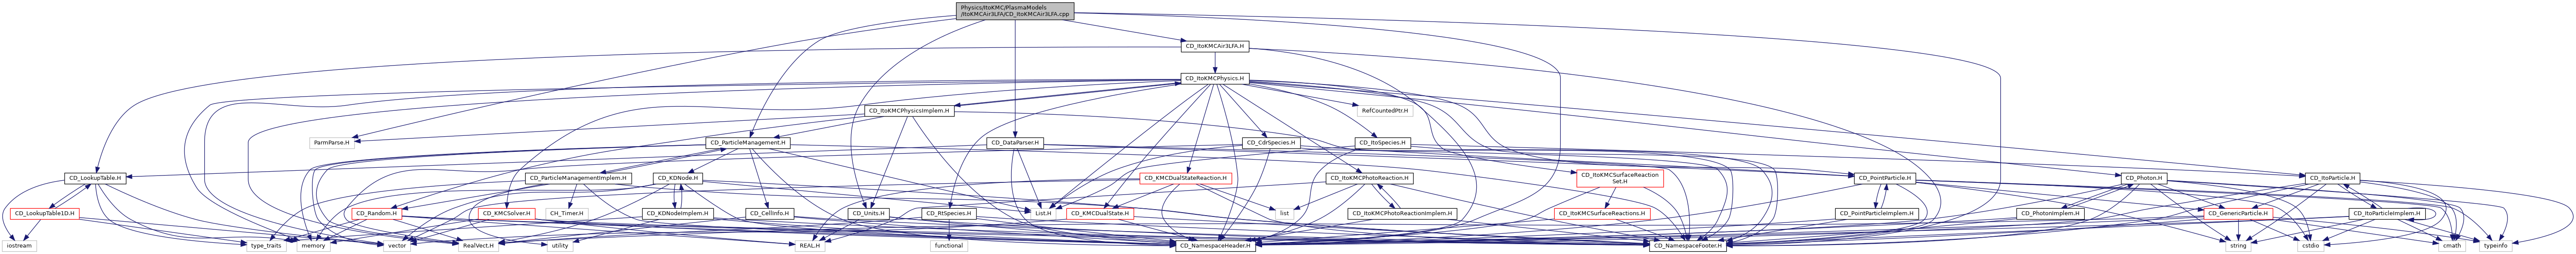 Physics/ItoKMC/PlasmaModels
/ItoKMCAir3LFA/CD_ItoKMCAir3LFA.cpp
CD_ItoKMCAir3LFA.H
CD_ItoKMCPhysics.H
CD_ItoKMCPhysicsImplem.H
RefCountedPtr.H
ParmParse.H
CD_ParticleManagement.H
CD_DataParser.H
CD_CdrSpecies.H
CD_ItoSpecies.H
CD_LookupTable.H
CD_ParticleManagementImplem.H
CD_KDNode.H
CD_KMCDualStateReaction.H
CD_ItoKMCPhotoReaction.H
CD_ItoKMCSurfaceReaction
Set.H
CD_PointParticle.H
CD_Photon.H
CD_ItoParticle.H
CD_LookupTable1D.H
CD_Random.H
CD_KMCSolver.H
CH_Timer.H
CD_KDNodeImplem.H
CD_CellInfo.H
CD_Units.H
CD_RtSpecies.H
List.H
CD_KMCDualState.H
list
CD_ItoKMCPhotoReactionImplem.H
CD_ItoKMCSurfaceReactions.H
CD_PointParticleImplem.H
CD_PhotonImplem.H
CD_GenericParticle.H
CD_ItoParticleImplem.H
iostream
type_traits
memory
vector
RealVect.H
utility
REAL.H
functional
CD_NamespaceHeader.H
CD_NamespaceFooter.H
string
cstdio
cmath
typeinfo